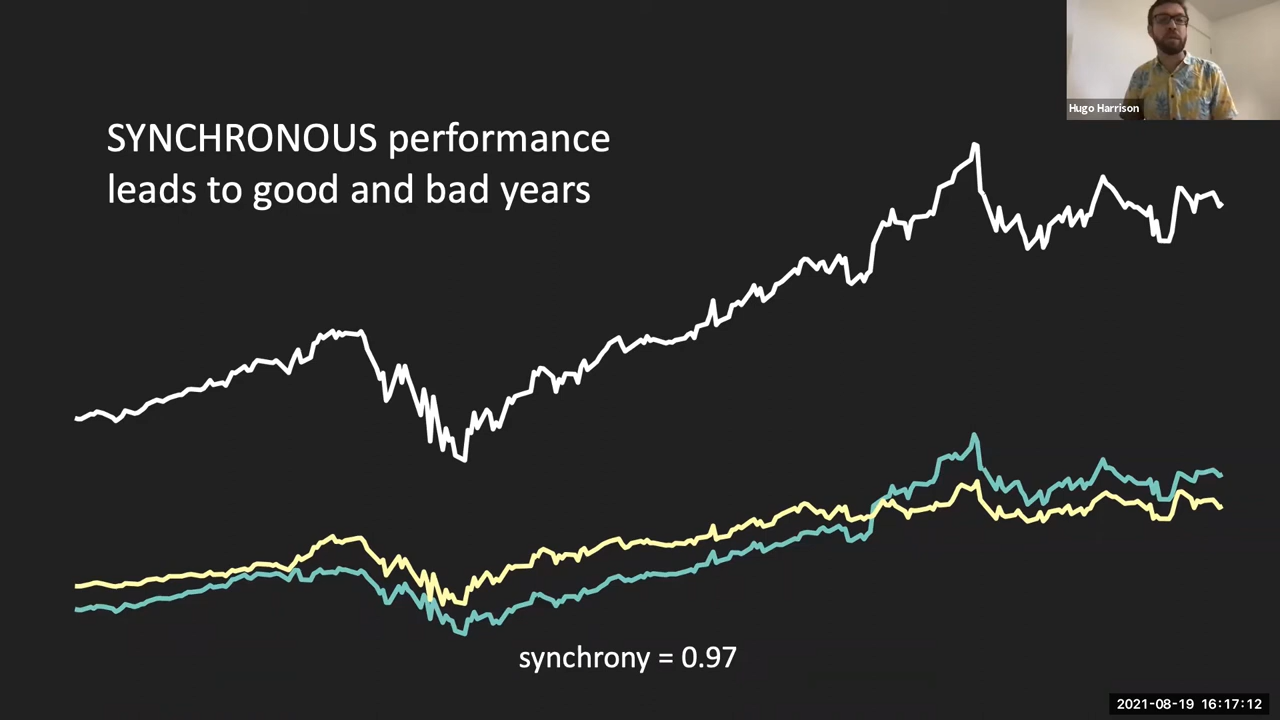 Hugo Harrison
SYNCHRONOUS performance
leads to good and bad years
synchrony = 0.97
2021-08-19 16:17:12